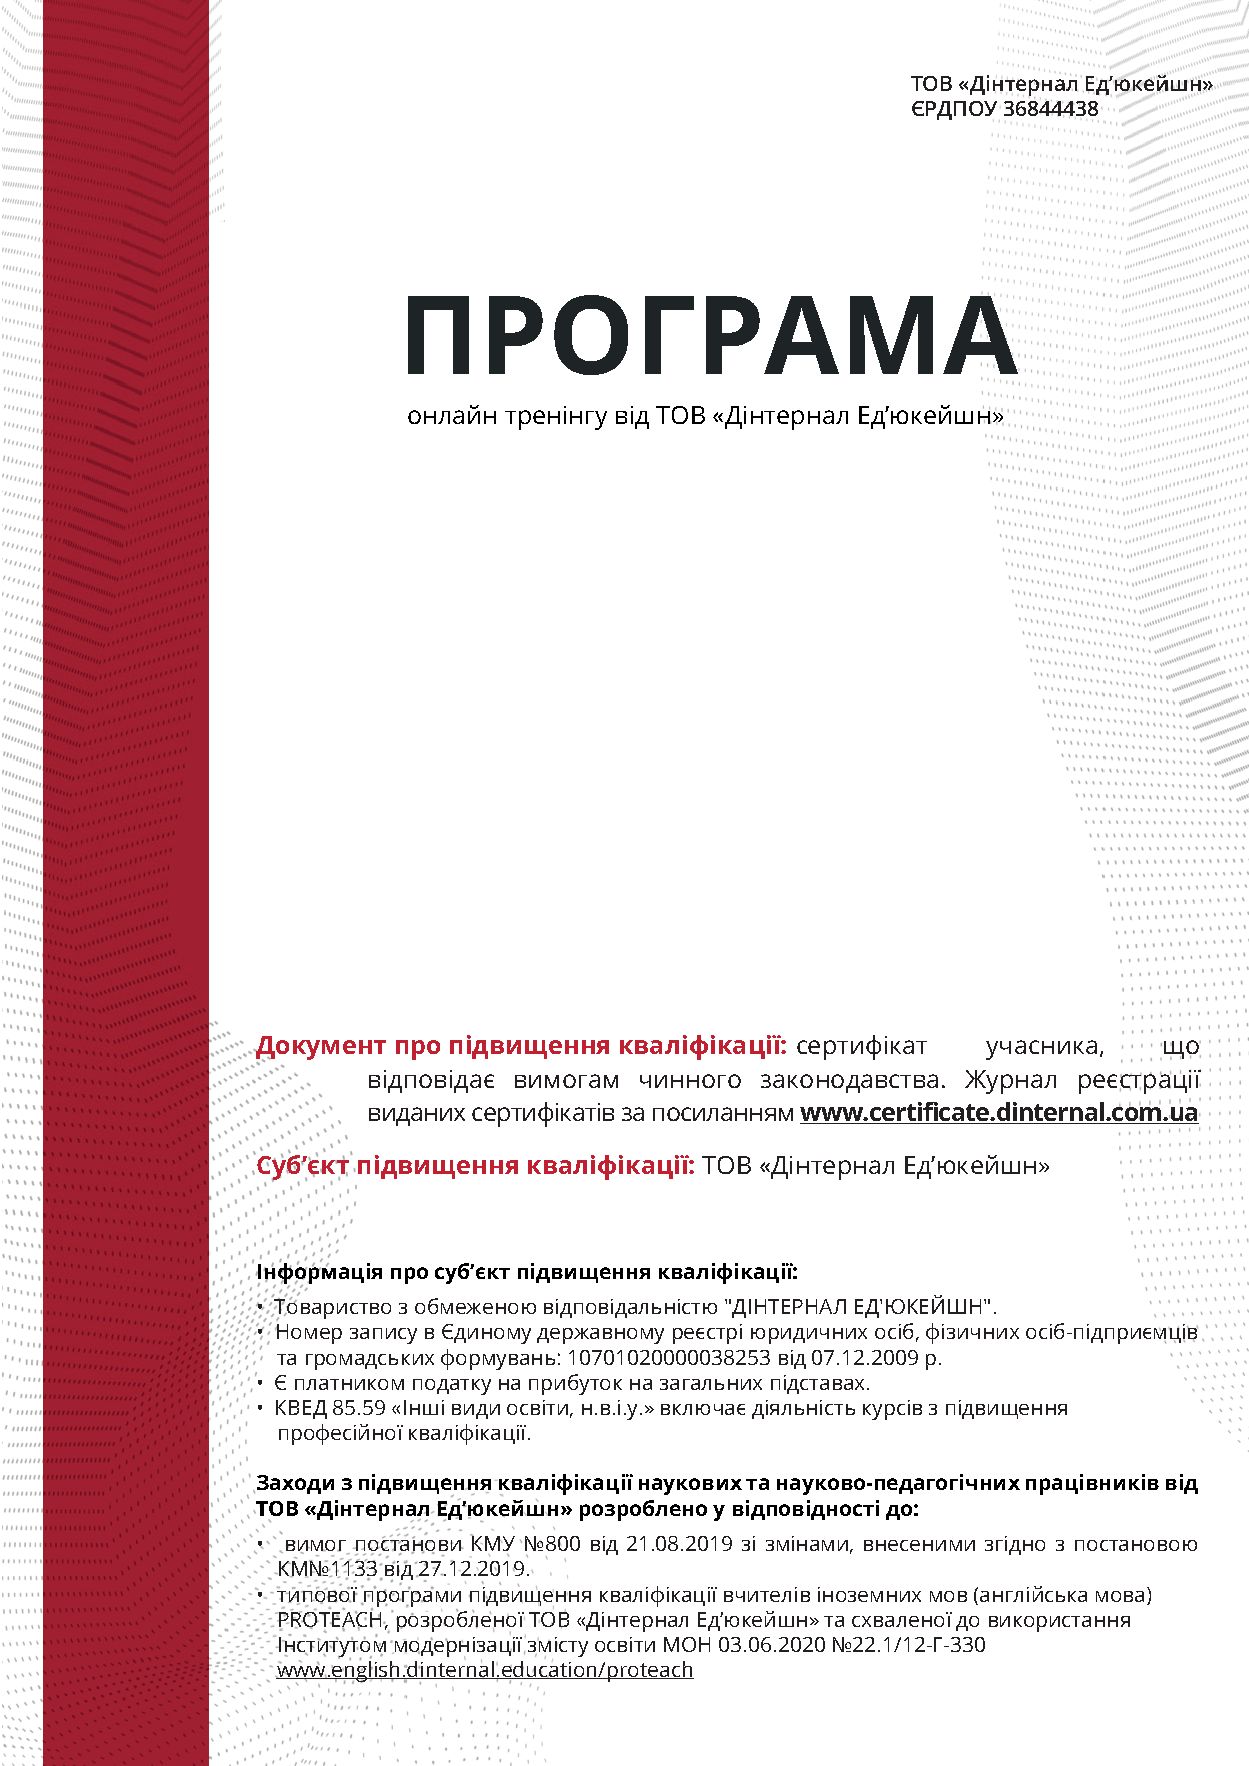 ТОВ «Дінтернал Ед’юкейшн»
ЄРДПОУ 36844438
ПРОГРАМА
онлайн тренінгу від ТОВ «Дінтернал Ед’юкейшн»
Документ про підвищення кваліфікації: сертифікат учасника, що
відповідає вимогам чинного законодавства. Журнал реєстрації
виданих сертифікатів за посиланням www.certificate.dinternal.com.ua
Суб’єкт підвищення кваліфікації: ТОВ «Дінтернал Ед’юкейшн»
Інформація про суб’єкт підвищення кваліфікації:
• Товариство з обмеженою відповідальністю "ДІНТЕРНАЛ ЕД'ЮКЕЙШН".
• Номер запису в Єдиному державному реєстрі юридичних осіб, фізичних осіб-підприємців
та громадських формувань: 10701020000038253 від 07.12.2009 р.
• Є платником податку на прибуток на загальних підставах.
• КВЕД 85.59 «Інші види освіти, н.в.і.у.» включає діяльність курсів з підвищення
професійної кваліфікації.
Заходи з підвищення кваліфікації наукових та науково-педагогічних працівників від
ТОВ «Дінтернал Ед’юкейшн» розроблено у відповідності до:
• вимог постанови КМУ №800 від 21.08.2019 зі змінами, внесеними згідно з постановою
КМ№1133 від 27.12.2019.
• типової програми підвищення кваліфікації вчителів іноземних мов (англійська мова)
PROTEACH, розробленої ТОВ «Дінтернал Ед’юкейшн» та схваленої до використання
Інститутом модернізації змісту освіти МОН 03.06.2020 №22.1/12-Г-330
www.english.dinternal.education/proteach